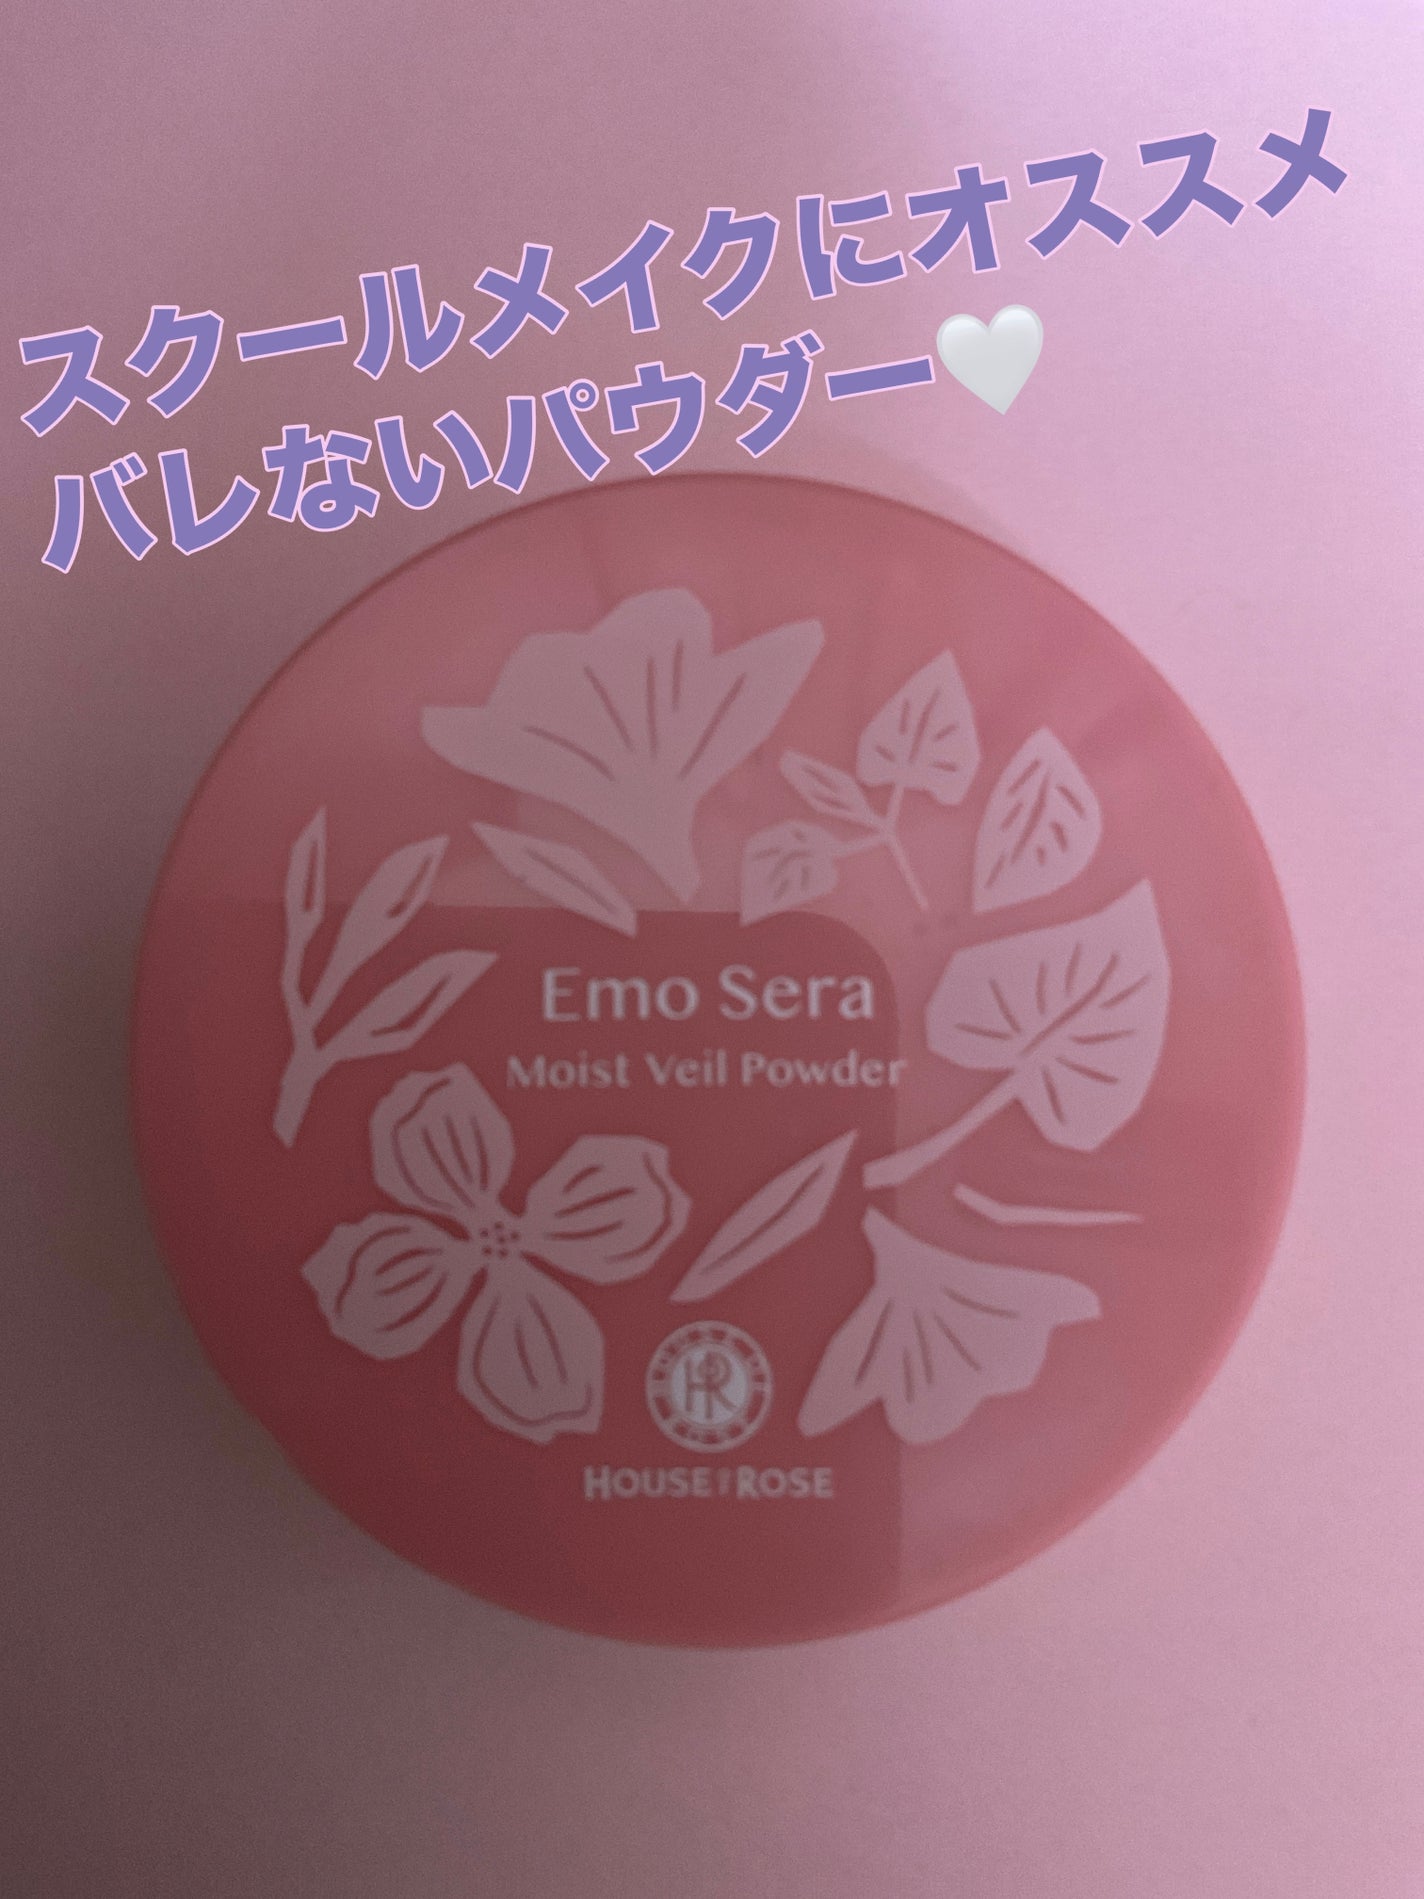 スクールメイクにオススメ
バレないパウダー🤍
Emo Sera
Moist Veil Powder
HR
HOUSE OF ROSE